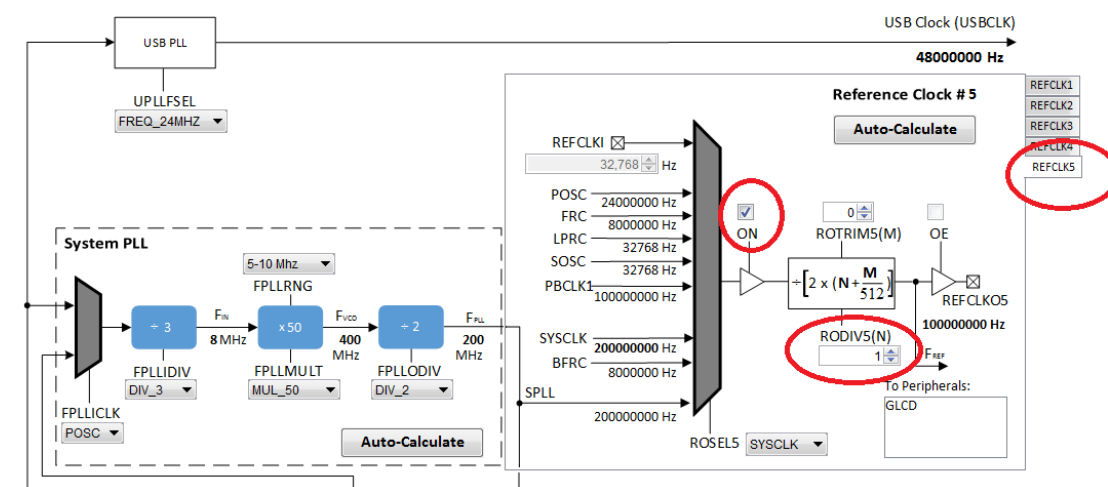 USB Clock (USBCLK)
48000000 Hz
USB PLL
UPLLFSEL
FREQ_24MHZ
Reference Clock # 5
Auto-Calculate
REFCLK1
REFCLK2
REFCLK3
REFCLK4
REFCLK5
REFCLKI
32,768 Hz
POSC
24000000 Hz
FRC
8000000 Hz
LPRC
32768 Hz
SOSC
32768 Hz
PBCLK1
100000000 Hz
SYSCLK
200000000 Hz
BFRC
8000000 Hz
SPLL
200000000 Hz
ROSEL5
SYSCLK
ON
0
ROTRIM5(M)
÷[2 x (N+M/512)]
RODIV5(N)
1
OE
REFCLKO5
100000000 Hz
FREF
To Peripherals:
GLCD
System PLL
5-10 Mhz
FPLLRNG
÷ 3
FIN
8 MHz
x 50
FVCO
400
MHz
÷ 2
FPLL
200
MHz
FPLLIDIV
DIV_3
FPLLMULT
MUL_50
FPLLODIV
DIV_2
FPLLICLK
POSC
Auto-Calculate